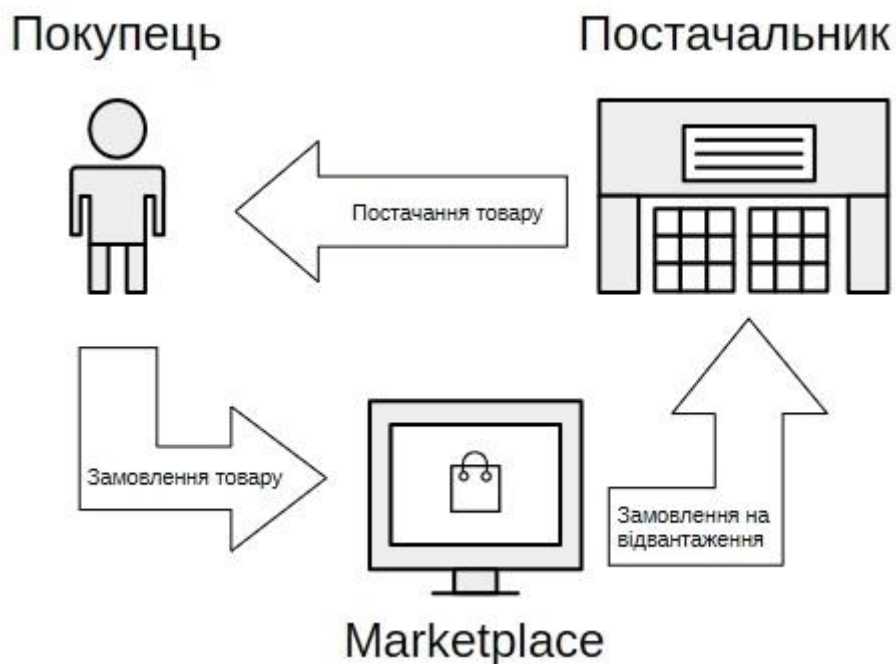 Покупець
Постачальник
Постачання товару
Замовлення товару
Замовлення на
відвантаження
Marketplace